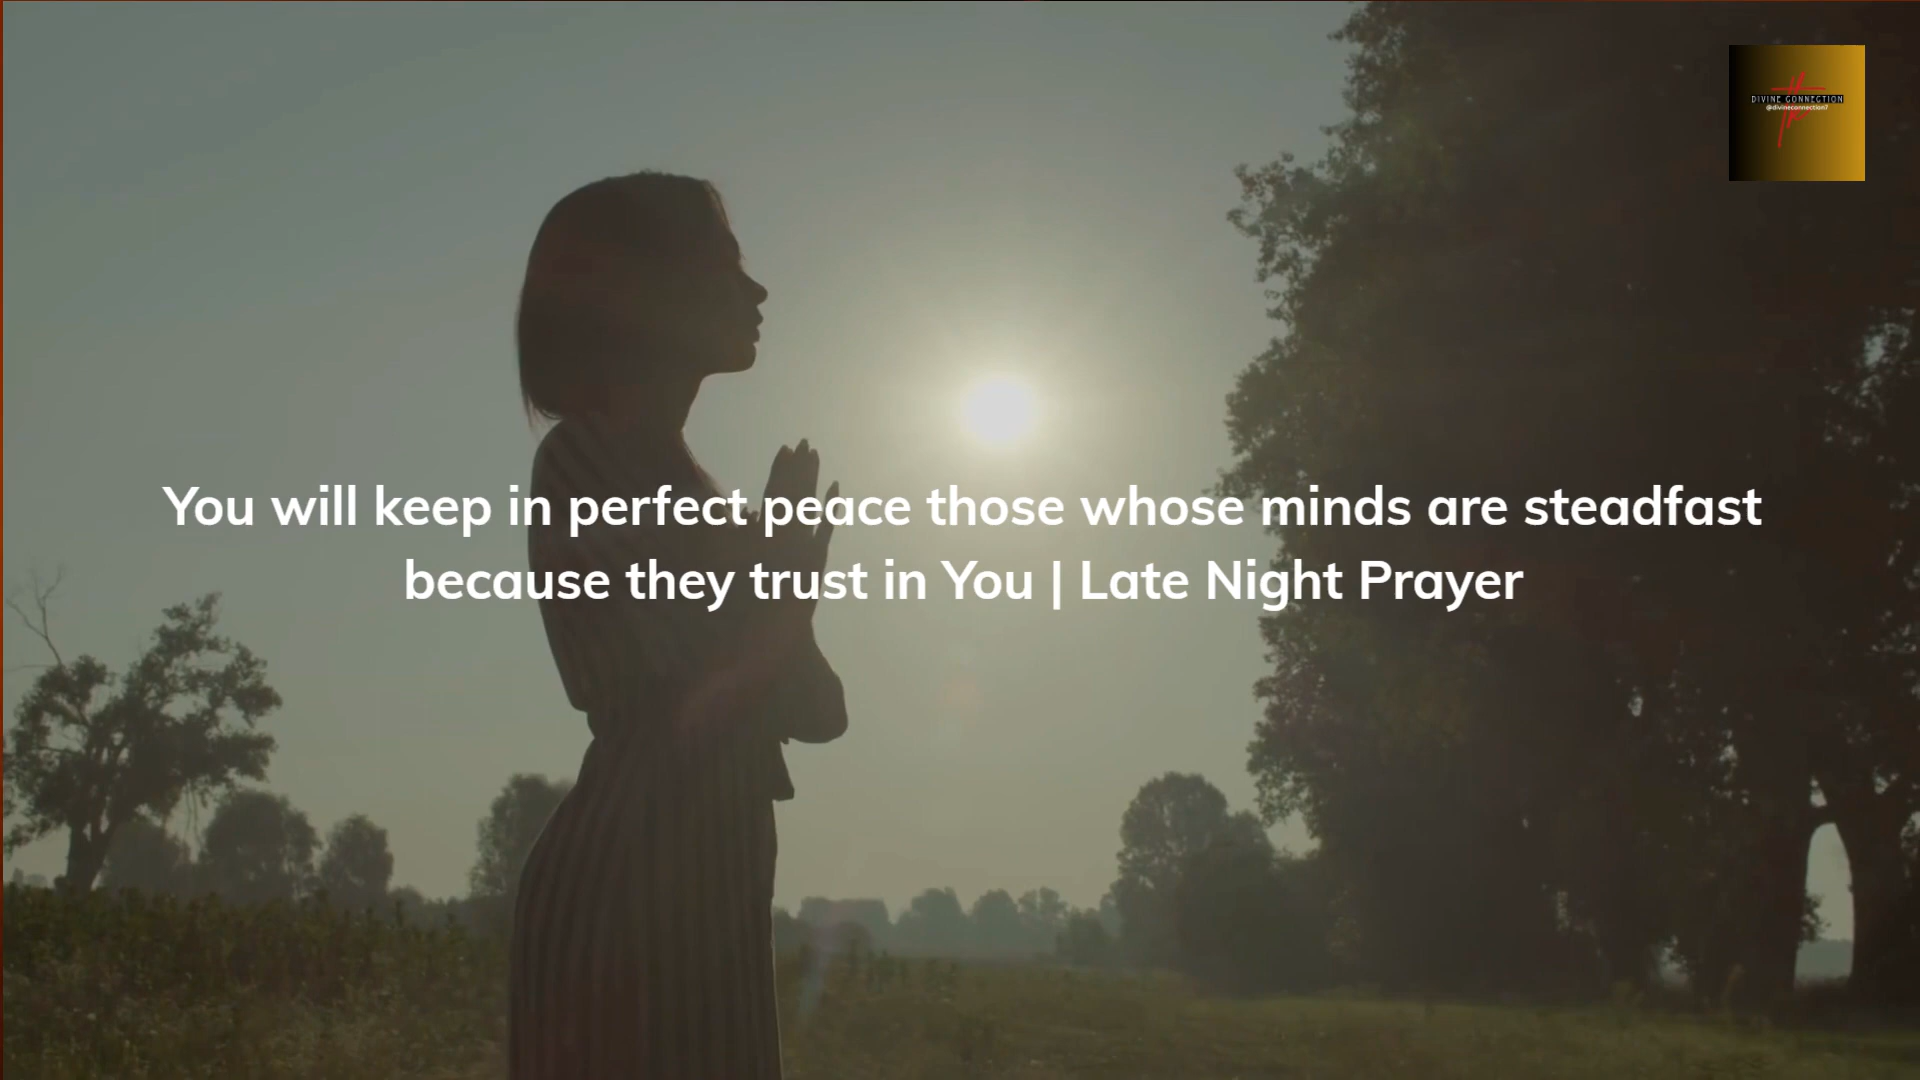 DIVINE CONNECTION
@divineconnection7
You will keep in perfect peace those whose minds are steadfast
because they trust in You | Late Night Prayer